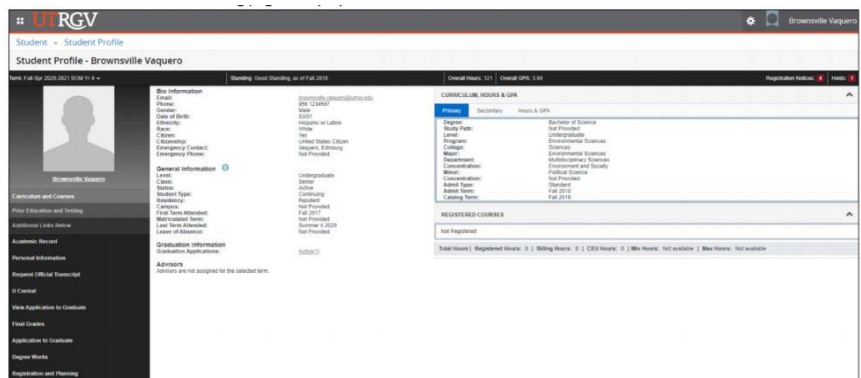 UTRGV
Brownsville Vaquero
Student • Student Profile
Student Profile - Brownsville Vaquero
Term: Fall-Spr 2020-2021 SOM Yr 4
Standing: Good Standing, as of Fall 2019
Overall Hours: 121
Overall GPA: 3.64
Registration Notices: 4
Holds: 1
Brownsville Vaquero
Curriculum and Courses
Prior Education and Testing
Additional Links Below
Academic Record
Personal Information
Request Official Transcript
U Central
View Application to Graduate
Final Grades
Application to Graduate
Degree Works
Registration and Planning
Bio Information
Email: brownsville.vaquero@utrgv.edu
Phone: 956 1234567
Gender: Male
Date of Birth: 03/01
Ethnicity: Hispanic or Latino
Race: White
Citizen: Yes
Citizenship: United States Citizen
Emergency Contact: Vaquero, Edinburg
Emergency Phone: Not Provided
General Information
Level: Undergraduate
Class: Senior
Status: Active
Student Type: Continuing
Residency: Resident
Campus: Not Provided
First Term Attended: Fall 2017
Matriculated Term: Not Provided
Last Term Attended: Summer II 2020
Leave of Absence: Not Provided
Graduation Information
Graduation Applications:
Advisors
Advisors are not assigned for the selected term.
CURRICULUM, HOURS & GPA
Primary Secondary Hours & GPA
Degree: Bachelor of Science
Study Path: Not Provided
Level: Undergraduate
Program: Environmental Sciences
College: Sciences
Major: Environmental Sciences
Department: Multidisciplinary Sciences
Concentration: Environment and Society
Minor: Political Science
Concentration: Not Provided
Admit Type: Standard
Admit Term: Fall 2019
Catalog Term: Fall 2019
REGISTERED COURSES
Not Registered
Total Hours | Registered Hours: 0 | Billing Hours: 0 | CEU Hours: 0 | Min Hours: Not available | Max Hours: Not available